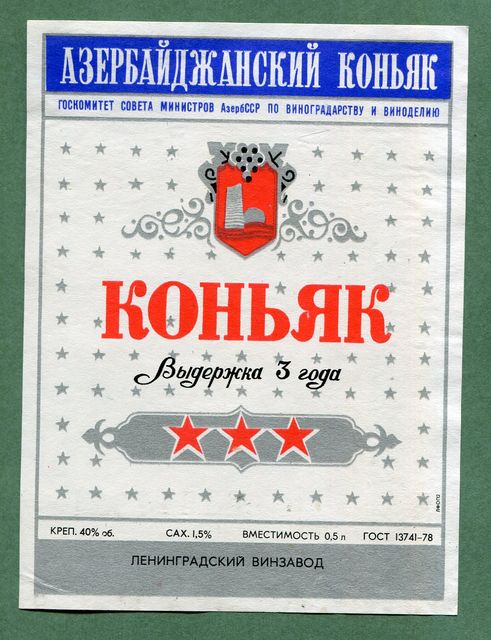 АЗЕРБАЙДЖАНСКИЙ КОНЬЯК
ГОСКОМИТЕТ СОВЕТА МИНИСТРОВ АзербССР ПО ВИНОГРАДАРСТВУ И ВИНОДЕЛИЮ
КОНЬЯК
Выдержка 3 года
КРЕП. 40% об. САХ. 1,5% ВМЕСТИМОСТЬ 0,5 л ГОСТ 13741-78
ЛЕНИНГРАДСКИЙ ВИНЗАВОД